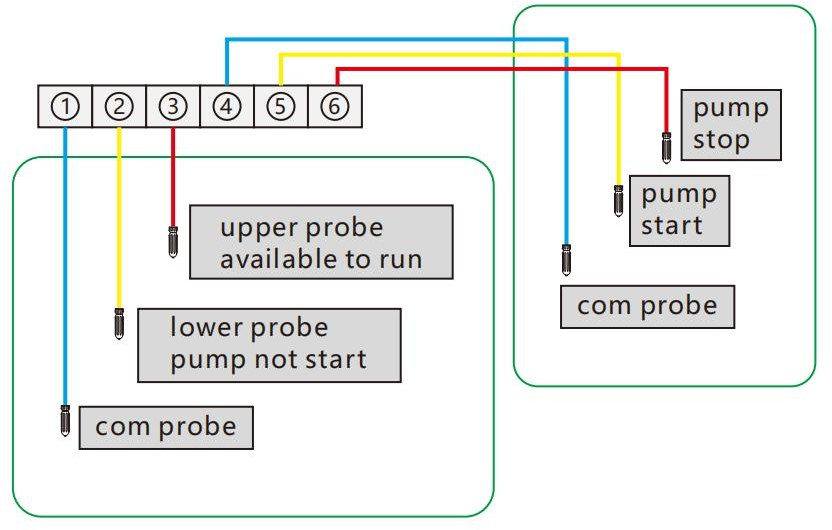 ① ② ③ ④ ⑤ ⑥
pump
stop
pump
start
com probe
upper probe
available to run
lower probe
pump not start
com probe